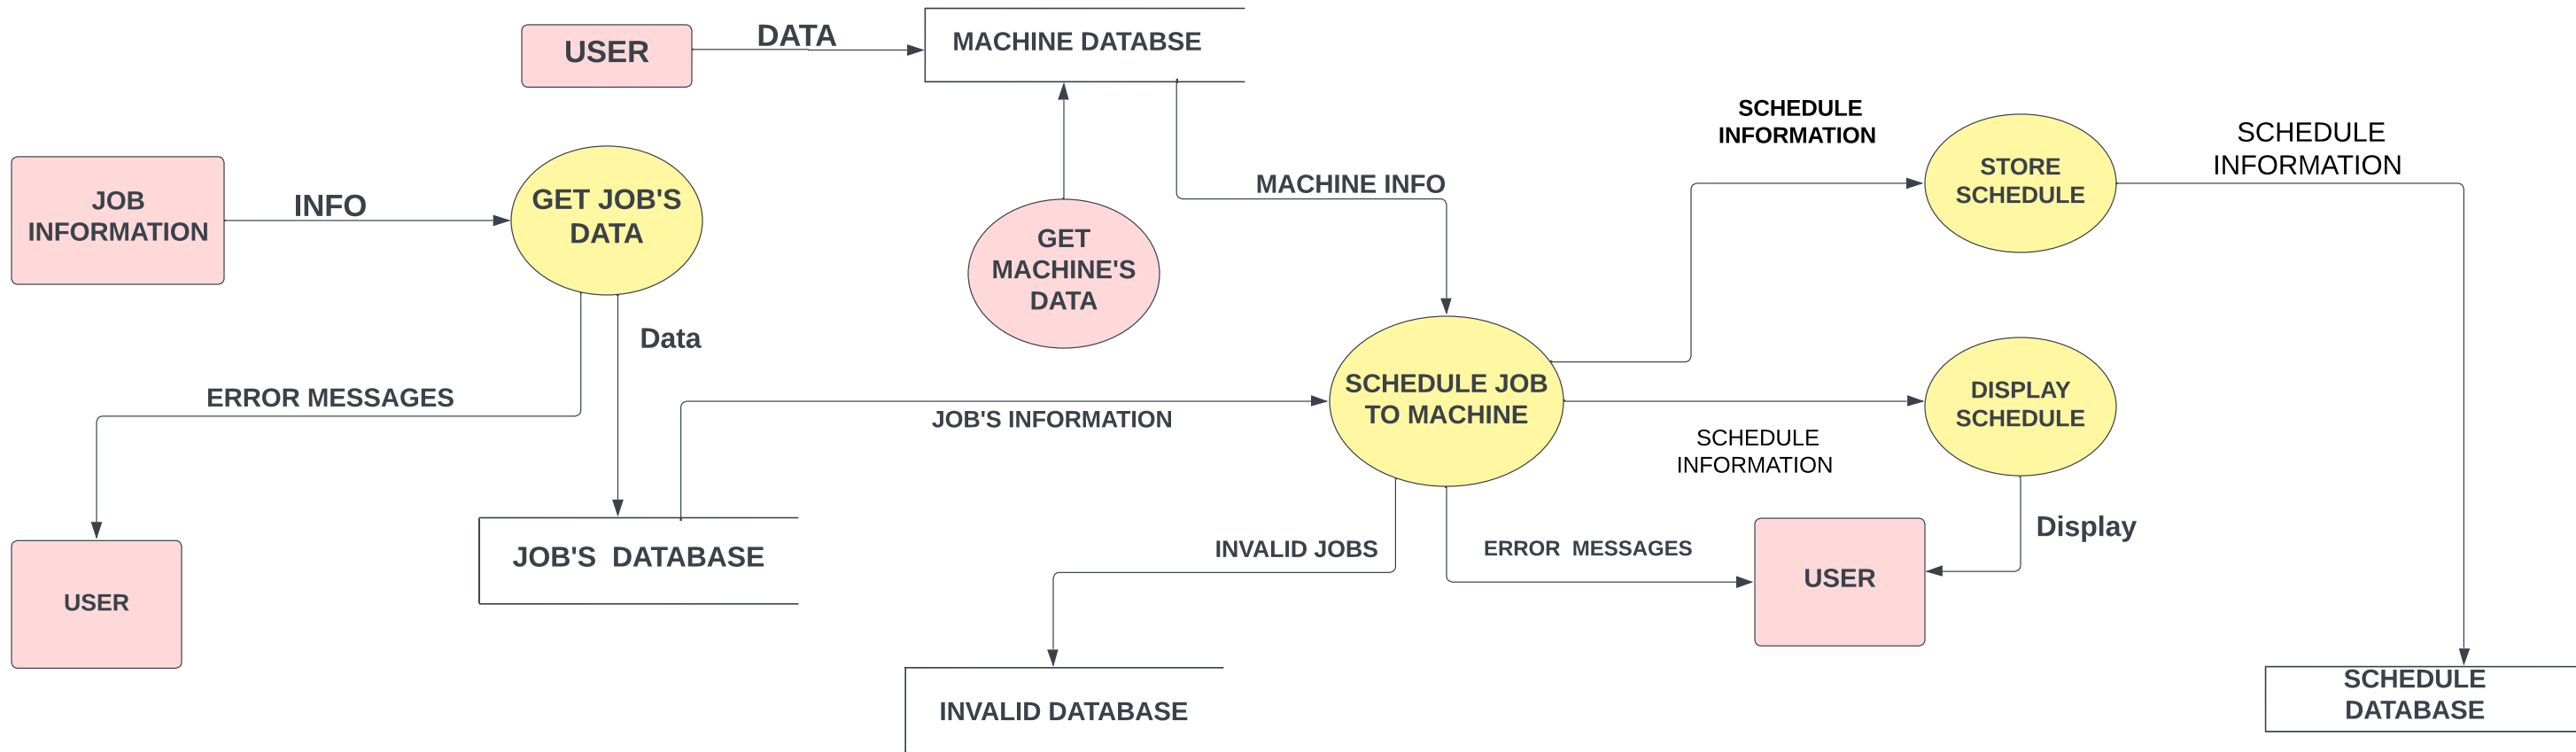 USER
DATA
MACHINE DATABSE
JOB
INFORMATION
INFO
GET JOB'S
DATA
GET
MACHINE'S
DATA
MACHINE INFO
SCHEDULE
INFORMATION
STORE
SCHEDULE
SCHEDULE
INFORMATION
Data
ERROR MESSAGES
JOB'S INFORMATION
SCHEDULE JOB
TO MACHINE
DISPLAY
SCHEDULE
SCHEDULE
INFORMATION
USER
JOB'S  DATABASE
INVALID JOBS
ERROR  MESSAGES
USER
Display
INVALID DATABASE
SCHEDULE
DATABASE